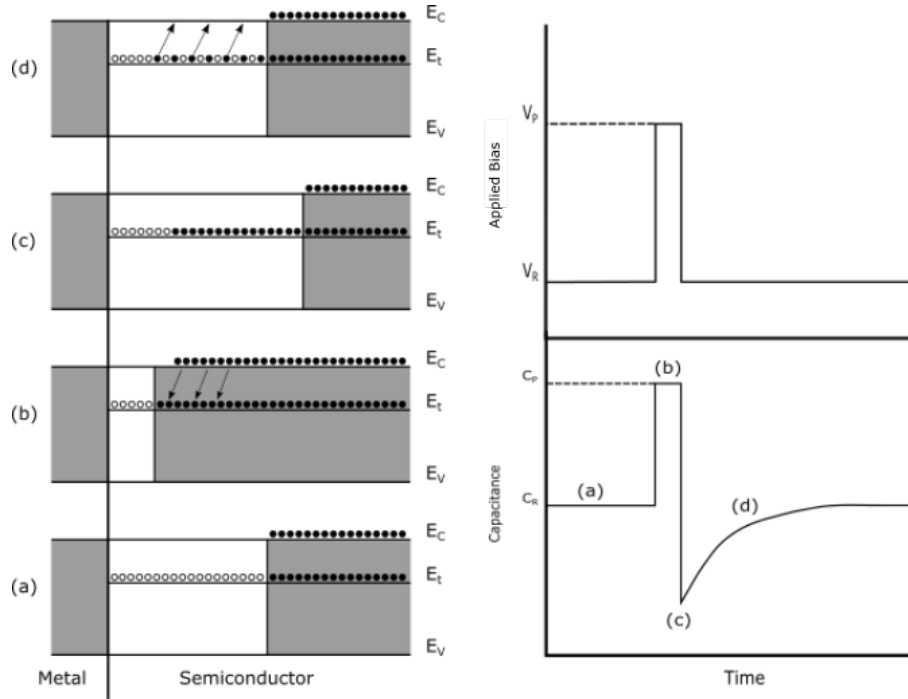 E_C
(d)
E_t
E_V
E_C
(c)
E_t
E_V
E_C
(b)
E_t
E_V
E_C
(a)
E_t
E_V
Metal
Semiconductor
Applied Bias
V_P
V_R
Capacitance
C_P
(b)
C_R
(a)
(d)
(c)
Time